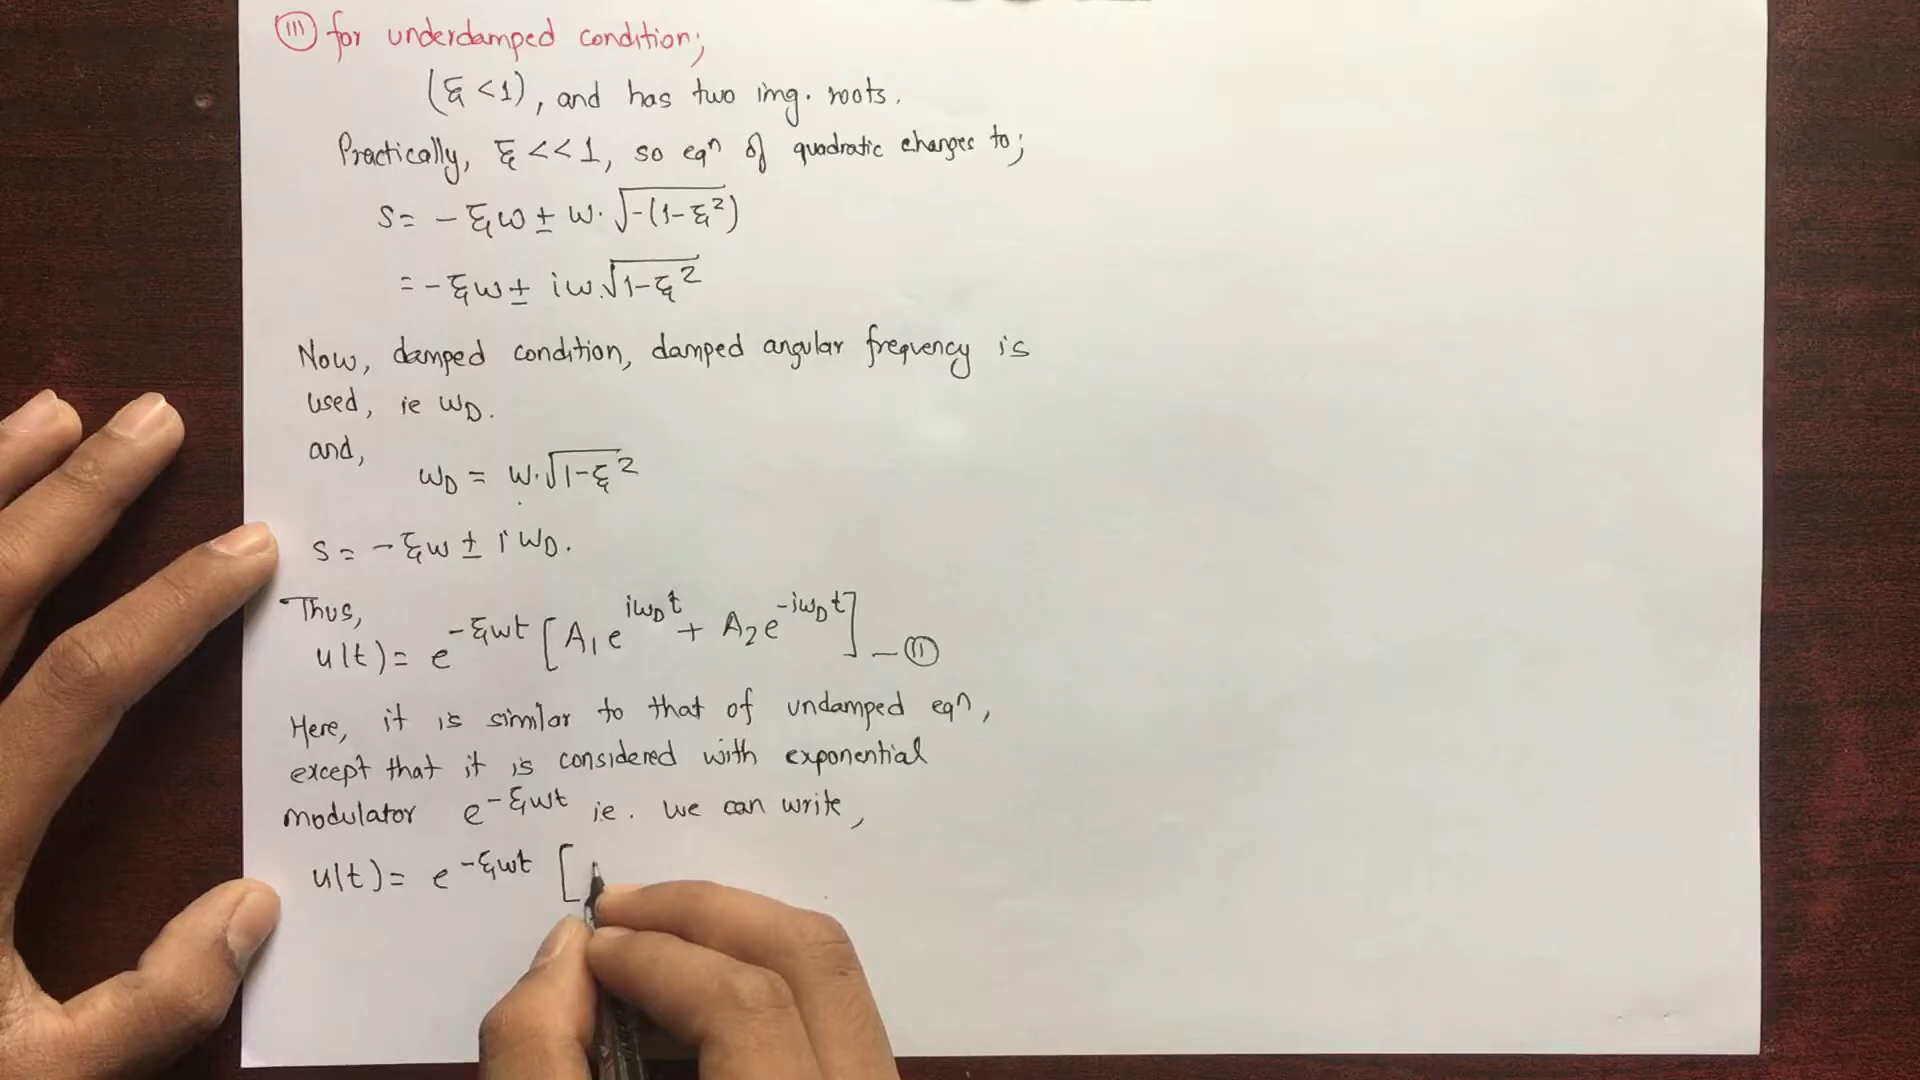 (III) for underdamped condition;
(ξ <1), and has two img. roots.
Practically, ξ <<1, so eqⁿ of quadratic changes to;
s= - ξω ± ω. √-(1-ξ²)
= - ξω ± iω.√1-ξ²
Now, damped condition, damped angular frequency is
used, ie ωD.
and,
ωD = ω.√1-ξ²
s= - ξω ± iωD.
Thus,
u(t)= e^-ξωt [A₁e^iωDt + A₂e^-iωDt] — (II)
Here, it is similar to that of undamped eqⁿ,
except that it is considered with exponential
modulator e^-ξωt ie. we can write,
u(t)= e^-ξωt [